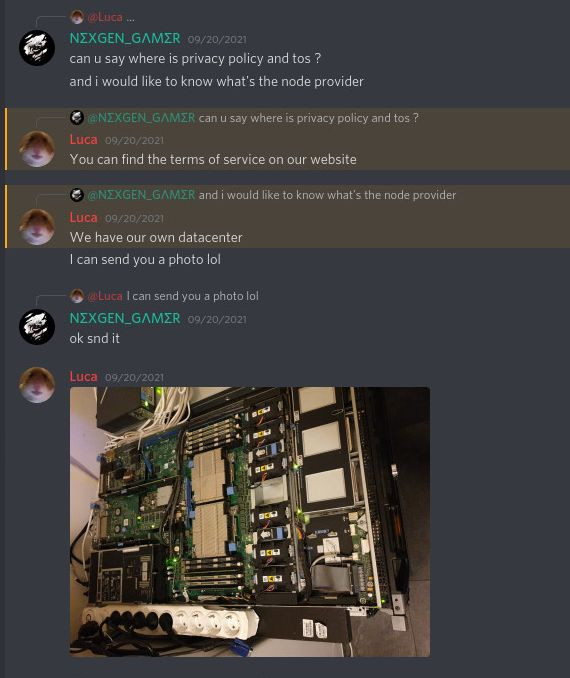 @Luca ...
NΣXGEN_GΛMΣR 09/20/2021
can u say where is privacy policy and tos ?
and i would like to know what's the node provider
@NΣXGEN_GΛMΣR can u say where is privacy policy and tos ?
Luca 09/20/2021
You can find the terms of service on our website
@NΣXGEN_GΛMΣR and i would like to know what's the node provider
Luca 09/20/2021
We have our own datacenter
I can send you a photo lol
@Luca I can send you a photo lol
NΣXGEN_GΛMΣR 09/20/2021
ok snd it
Luca 09/20/2021